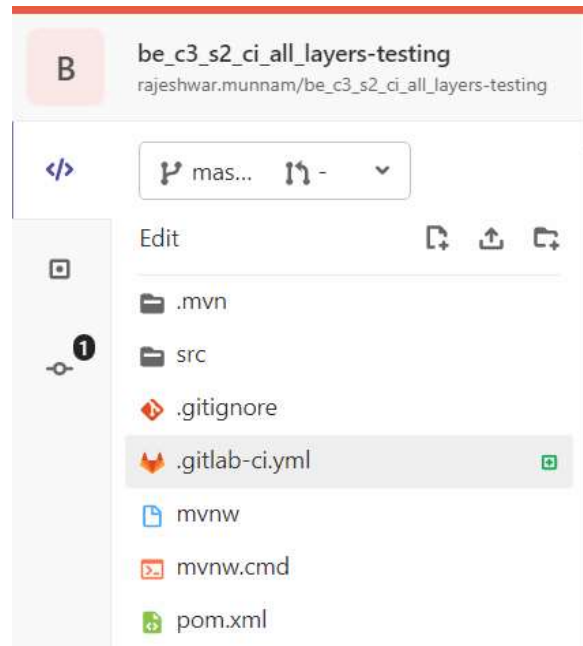 B
be_c3_s2_ci_all_layers-testing
rajeshwar.munnam/be_c3_s2_ci_all_layers-testing
mas... -
Edit
.mvn
1
src
.gitignore
.gitlab-ci.yml
mvnw
mvnw.cmd
pom.xml